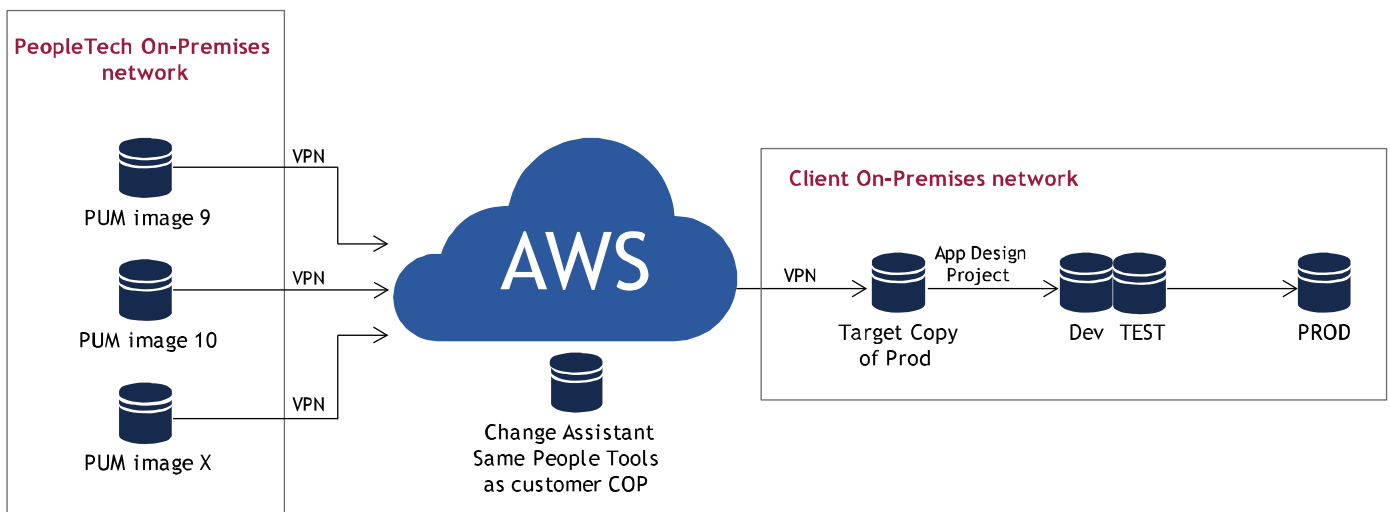 PeopleTech On-Premises
network
VPN
PUM image 9
VPN
PUM image 10
VPN
PUM image X
AWS
Change Assistant
Same People Tools
as customer COP
VPN
Client On-Premises network
Target Copy
of Prod
App Design
Project
Dev TEST
PROD